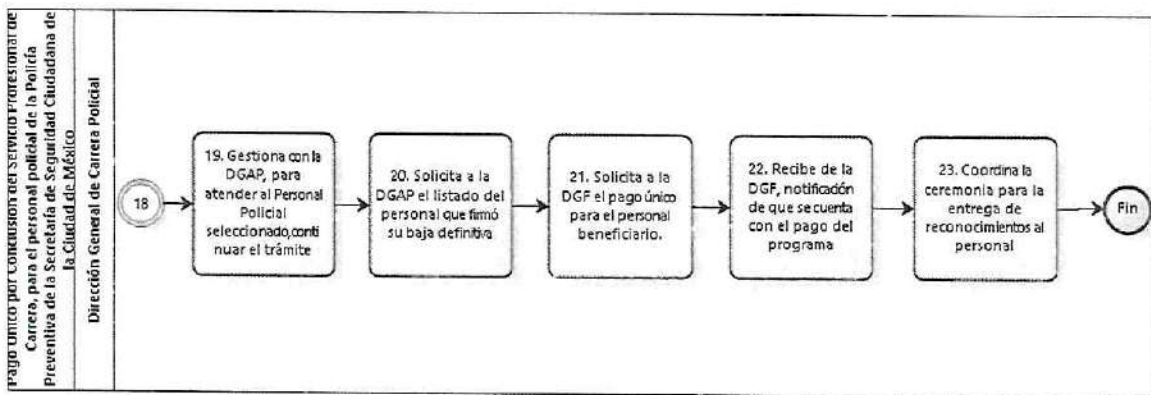 Pago Único por Conclusión del Servicio Profesional de
Carrera, para el personal policial de la Policía
Preventiva de la Secretaría de Seguridad Ciudadana de
la Ciudad de México
Dirección General de Carrera Policial
18
19. Gestiona con la
DGAP, para
atender al Personal
Policial
seleccionado,conti
nuar el trámite
20. Solicita a la
DGAP el listado del
personal que firmó
su baja definitiva
21. Solicita a la
DGF el pago único
para el personal
beneficiario.
22. Recibe de la
DGF, notificación
de que se cuenta
con el pago del
programa
23. Coordina la
ceremonia para la
entrega de
reconocimientos al
personal
Fin